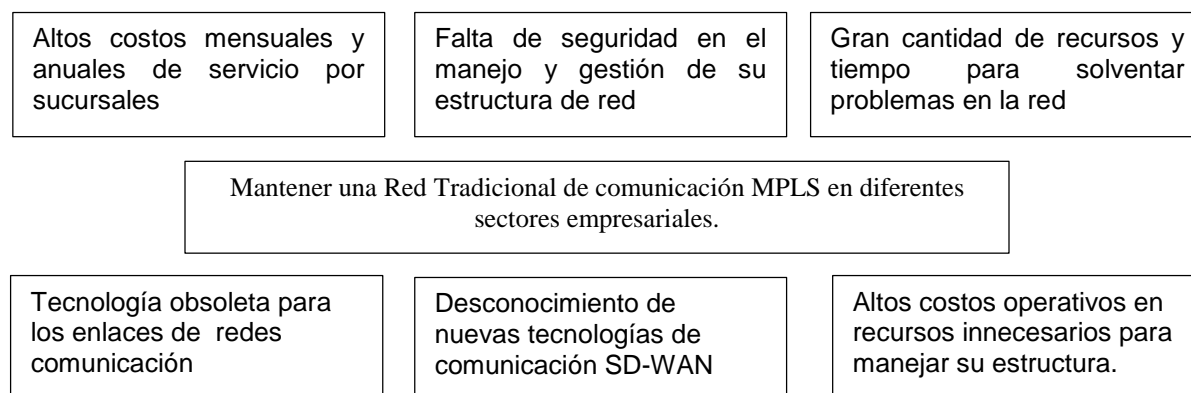 Altos costos mensuales y
anuales de servicio por
sucursales
Falta de seguridad en el
manejo y gestión de su
estructura de red
Gran cantidad de recursos y
tiempo para solventar
problemas en la red
Mantener una Red Tradicional de comunicación MPLS en diferentes
sectores empresariales.
Tecnología obsoleta para
los enlaces de redes
comunicación
Desconocimiento de
nuevas tecnologías de
comunicación SD-WAN
Altos costos operativos en
recursos innecesarios para
manejar su estructura.